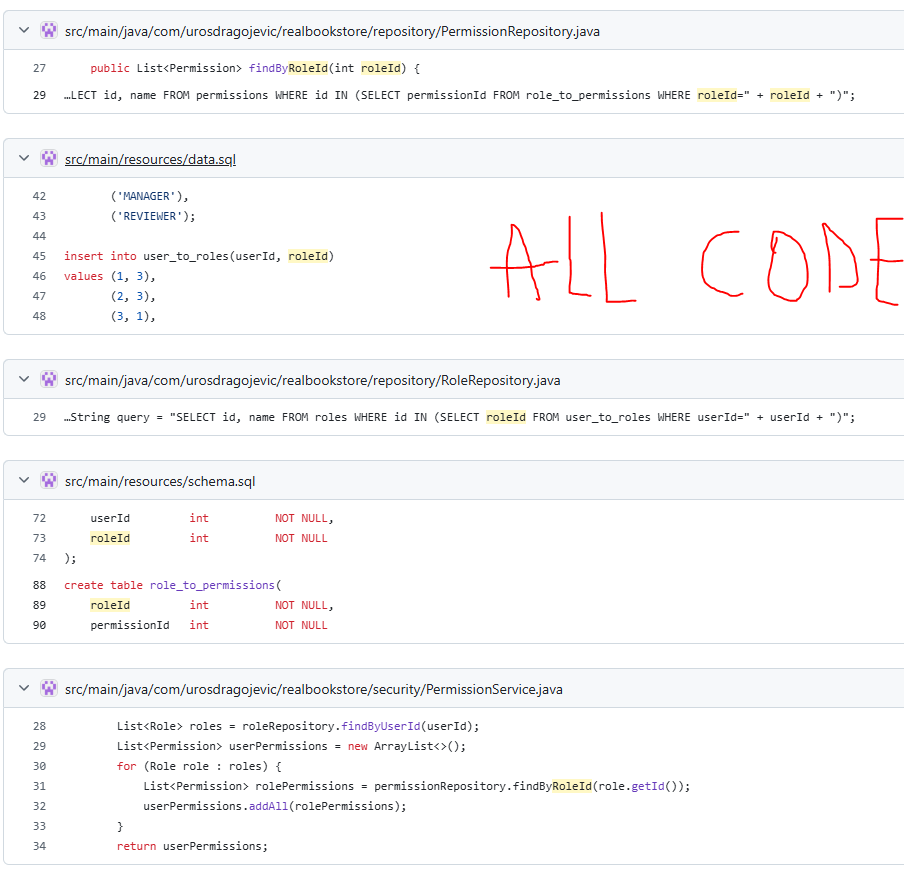 src/main/java/com/urosdragojevic/realbookstore/repository/PermissionRepository.java
27 public List<Permission> findByRoleId(int roleId) {
29 …LECT id, name FROM permissions WHERE id IN (SELECT permissionId FROM role_to_permissions WHERE roleId=" + roleId + ")";
src/main/resources/data.sql
42 ('MANAGER'),
43 ('REVIEWER');
44
45 insert into user_to_roles(userId, roleId)
46 values (1, 3),
47 (2, 3),
48 (3, 1),
ALL CODE
src/main/java/com/urosdragojevic/realbookstore/repository/RoleRepository.java
29 …String query = "SELECT id, name FROM roles WHERE id IN (SELECT roleId FROM user_to_roles WHERE userId=" + userId + ")";
src/main/resources/schema.sql
72 userId int NOT NULL,
73 roleId int NOT NULL
74 );
88 create table role_to_permissions(
89 roleId int NOT NULL,
90 permissionId int NOT NULL
src/main/java/com/urosdragojevic/realbookstore/security/PermissionService.java
28 List<Role> roles = roleRepository.findByUserId(userId);
29 List<Permission> userPermissions = new ArrayList<>();
30 for (Role role : roles) {
31 List<Permission> rolePermissions = permissionRepository.findByRoleId(role.getId());
32 userPermissions.addAll(rolePermissions);
33 }
34 return userPermissions;